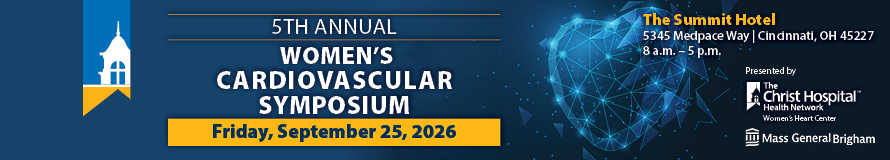 5TH ANNUAL
WOMEN’S
CARDIOVASCULAR
SYMPOSIUM
Friday, September 25, 2026
The Summit Hotel
5345 Medpace Way | Cincinnati, OH 45227
8 a.m. – 5 p.m.
Presented by
The
Christ Hospital™
Health Network
Women's Heart Center
Mass General Brigham